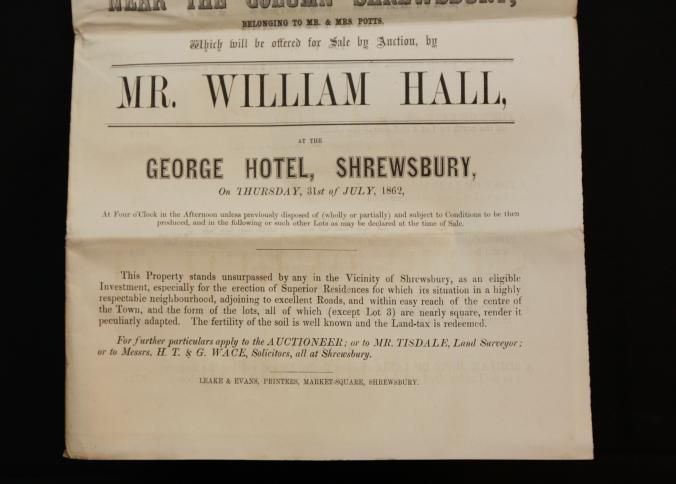 NEAR THE COLUMN SHREWSBURY,
BELONGING TO MR. & MRS. POTTS.
Which will be offered for Sale by Auction, by
MR. WILLIAM HALL,
AT THE
GEORGE HOTEL, SHREWSBURY,
On THURSDAY, 31st of JULY, 1862,
At Four o'Clock in the Afternoon unless previously disposed of (wholly or partially) and subject to Conditions to be then
produced, and in the following or such other Lots as may be declared at the time of Sale.
This Property stands unsurpassed by any in the Vicinity of Shrewsbury, as an eligible
Investment, especially for the erection of Superior Residences for which its situation in a highly
respectable neighbourhood, adjoining to excellent Roads, and within easy reach of the centre of
the Town, and the form of the lots, all of which (except Lot 3) are nearly square, render it
peculiarly adapted. The fertility of the soil is well known and the Land-tax is redeemed.
For further particulars apply to the AUCTIONEER; or to MR. TISDALE, Land Surveyor;
or to Messrs. H. T. & G. WACE, Solicitors, all at Shrewsbury.
LEAKE & EVANS, PRINTERS, MARKET-SQUARE, SHREWSBURY.